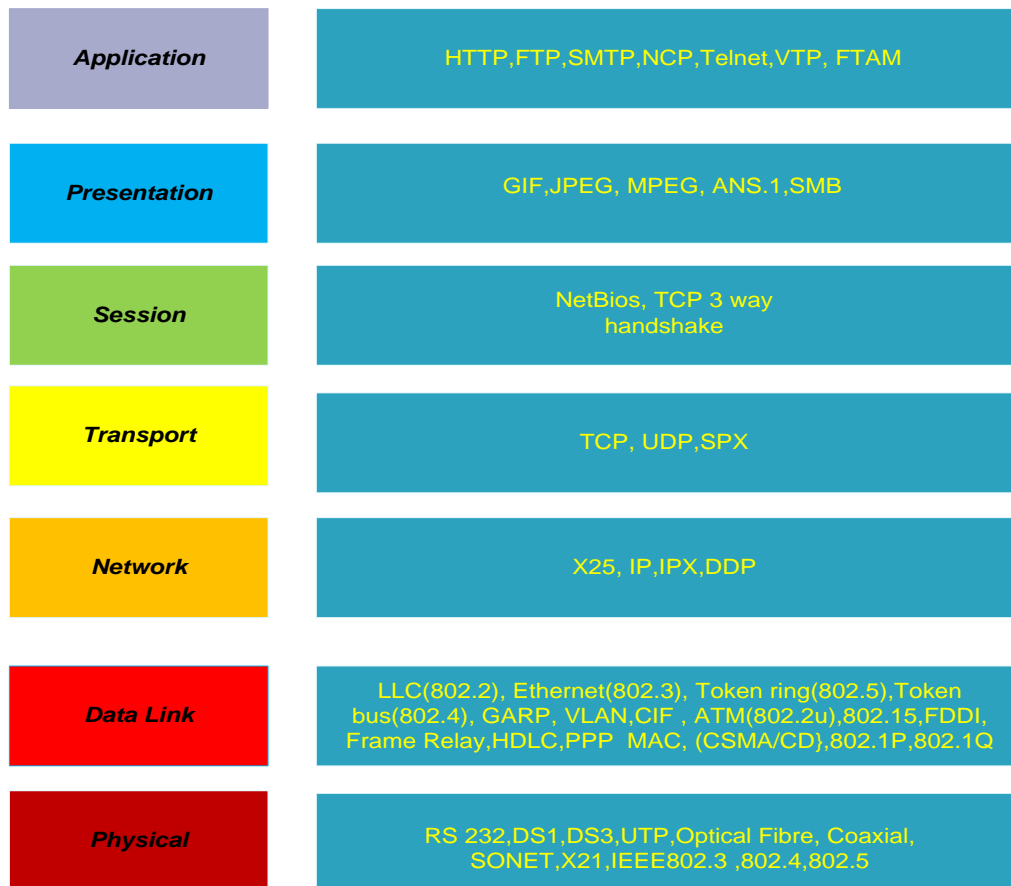 Application
HTTP,FTP,SMTP,NCP,Telnet,VTP, FTAM
Presentation
GIF,JPEG, MPEG, ANS.1,SMB
Session
NetBios, TCP 3 way
handshake
Transport
TCP, UDP,SPX
Network
X25, IP,IPX,DDP
Data Link
LLC(802.2), Ethernet(802.3), Token ring(802.5),Token
bus(802.4), GARP, VLAN,CIF , ATM(802.2u),802.15,FDDI,
Frame Relay,HDLC,PPP  MAC, (CSMA/CD},802.1P,802.1Q
Physical
RS 232,DS1,DS3,UTP,Optical Fibre, Coaxial,
SONET,X21,IEEE802.3 ,802.4,802.5